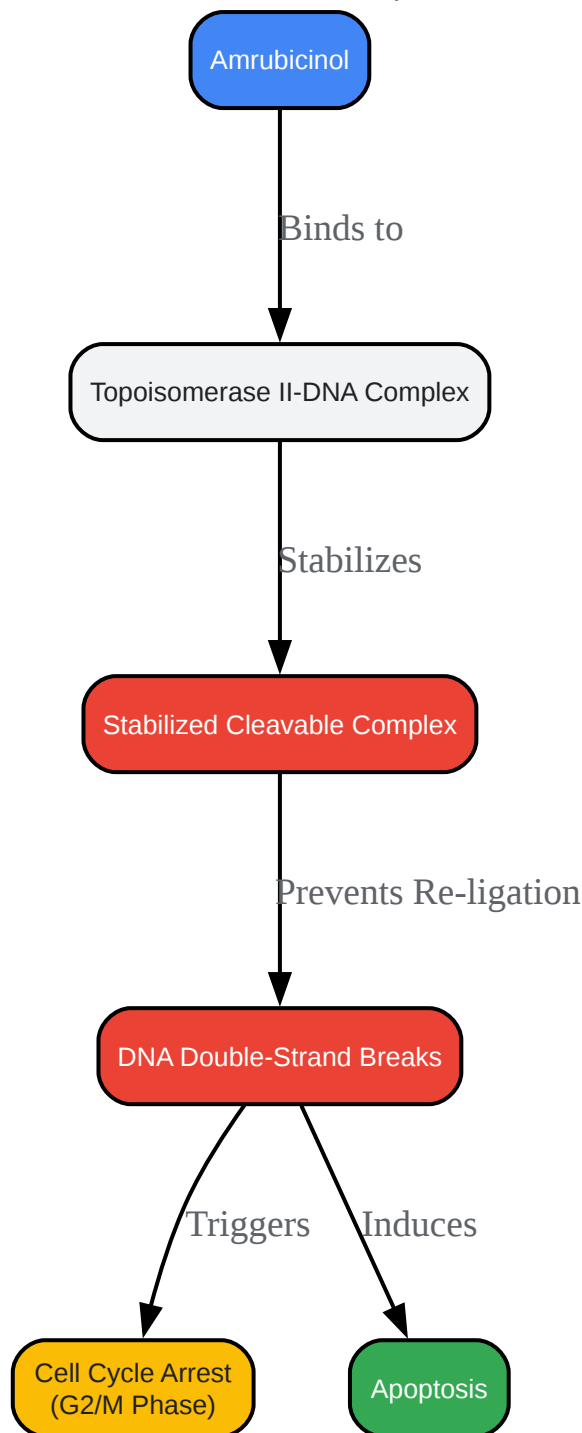 Amrubicinol
Binds to
Topoisomerase II-DNA Complex
Stabilizes
Stabilized Cleavable Complex
Prevents Re-ligation
DNA Double-Strand Breaks
Triggers
Induces
Cell Cycle Arrest
(G2/M Phase)
Apoptosis